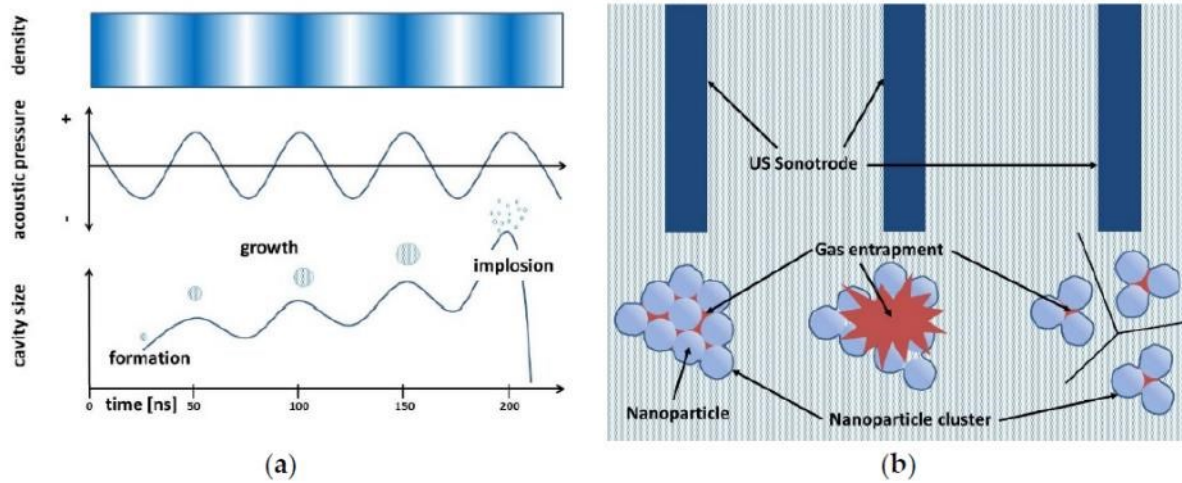 density
acoustic pressure
+
-
growth
implosion
cavity size
formation
0
time [ns]
50
100
150
200
(a)
US Sonotrode
Gas entrapment
Nanoparticle
Nanoparticle cluster
(b)